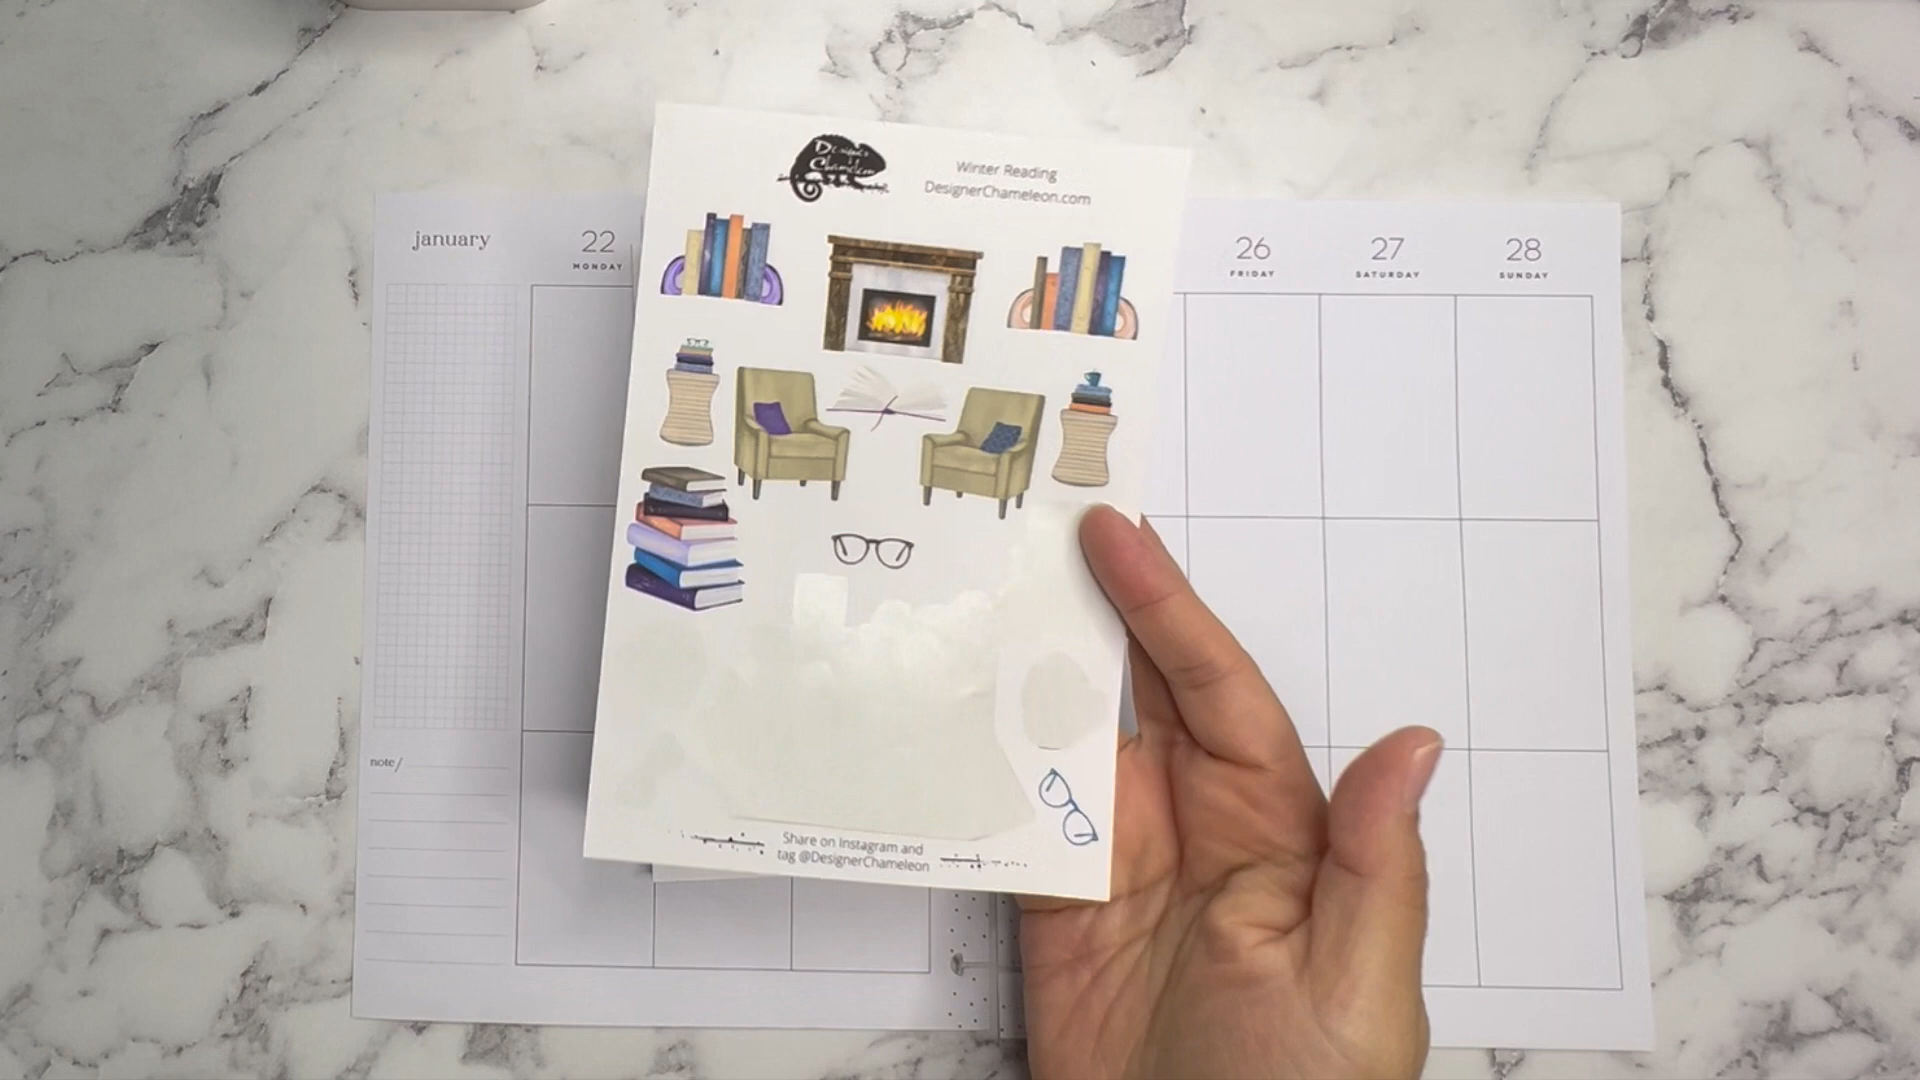 Designer
Chameleon
Winter Reading
DesignerChameleon.com
january
22
MONDAY
26
FRIDAY
27
SATURDAY
28
SUNDAY
note/
Share on Instagram and
tag @DesignerChameleon